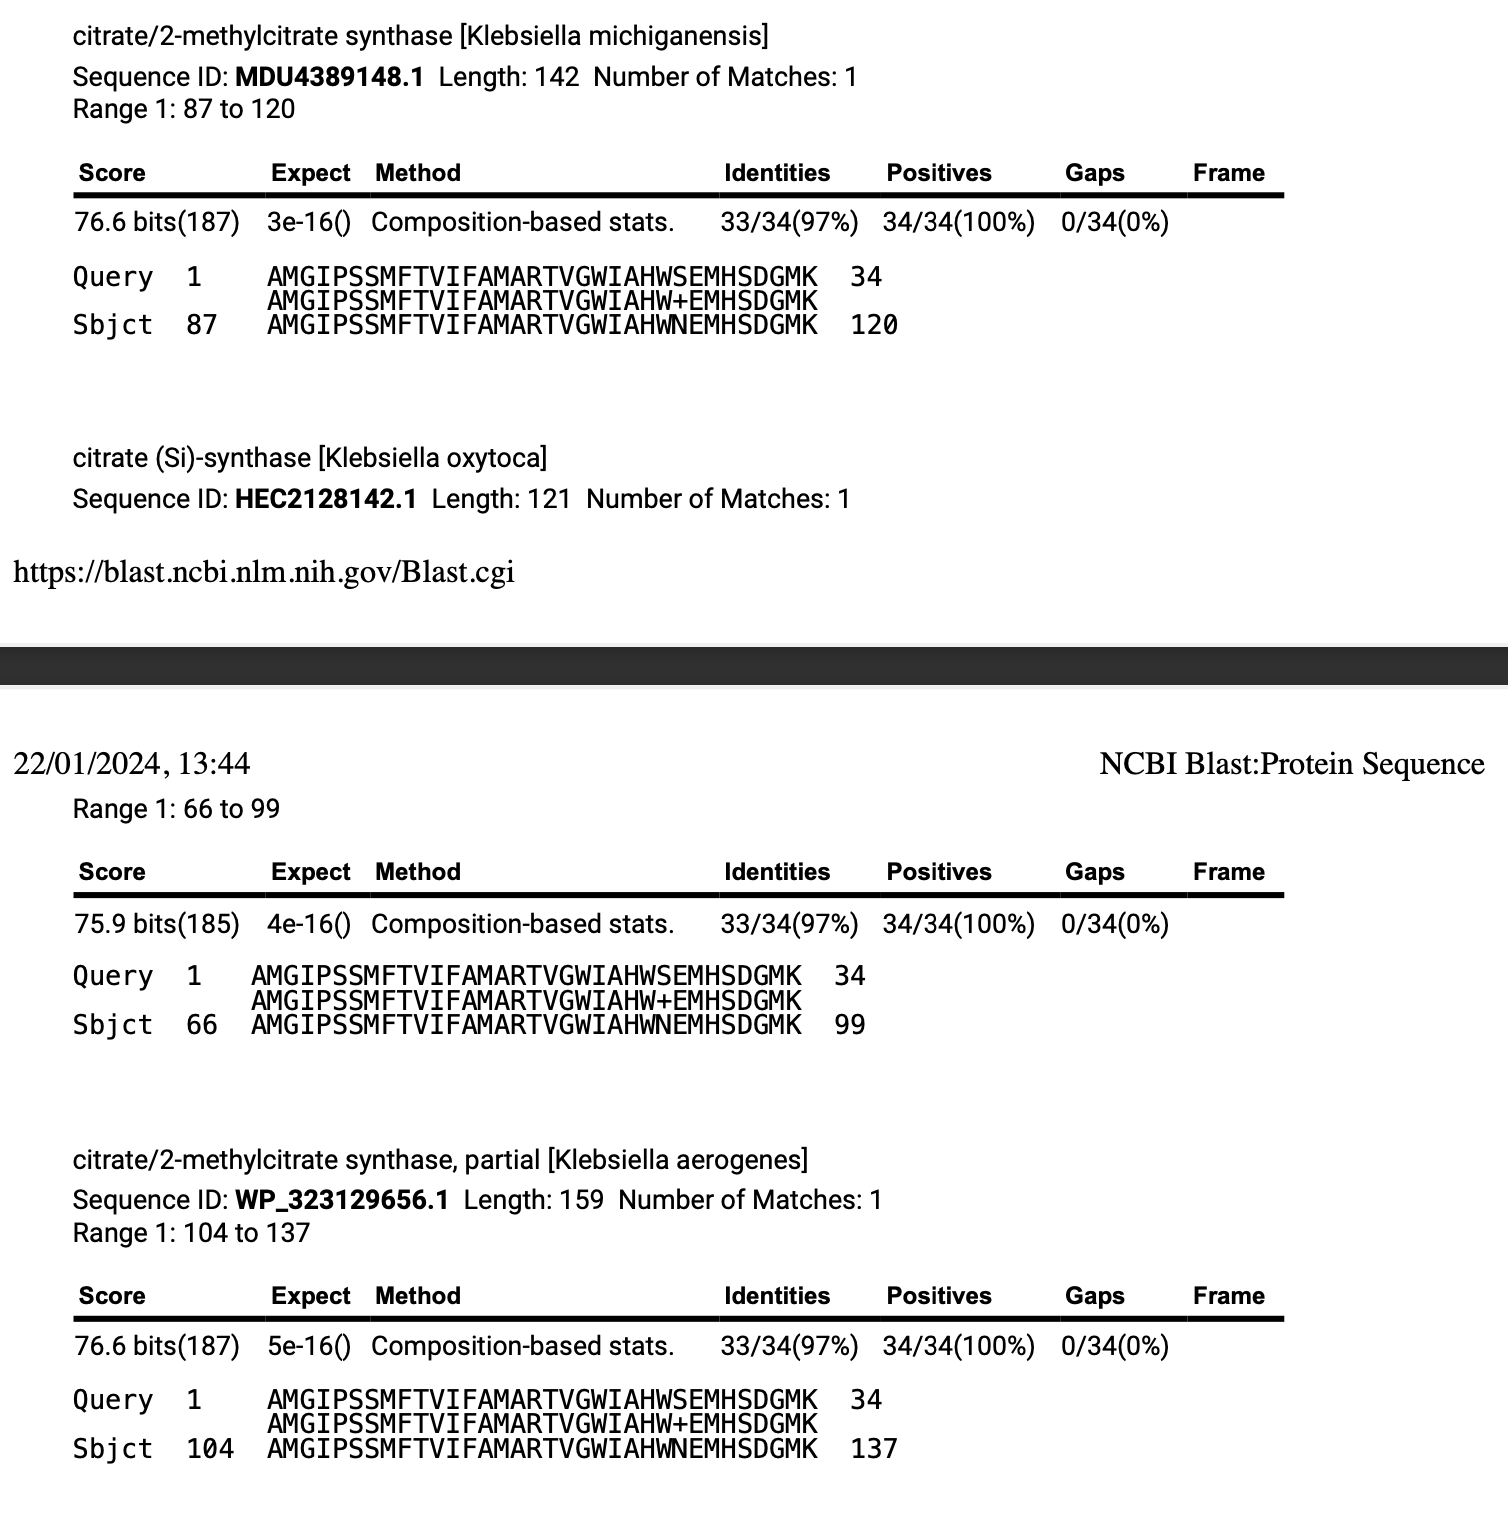 citrate/2-methylcitrate synthase [Klebsiella michiganensis]
Sequence ID: MDU4389148.1 Length: 142 Number of Matches: 1
Range 1: 87 to 120
Score Expect Method Identities Positives Gaps Frame
76.6 bits(187) 3e-16() Composition-based stats. 33/34(97%) 34/34(100%) 0/34(0%)
Query 1 AMGIPSSMFTVIFAMARTVGWIAHWSEMHSDGMK 34
AMGIPSSMFTVIFAMARTVGWIAHW+EMHSDGMK
Sbjct 87 AMGIPSSMFTVIFAMARTVGWIAHWNEMHSDGMK 120
citrate (Si)-synthase [Klebsiella oxytoca]
Sequence ID: HEC2128142.1 Length: 121 Number of Matches: 1
https://blast.ncbi.nlm.nih.gov/Blast.cgi
22/01/2024, 13:44 NCBI Blast:Protein Sequence
Range 1: 66 to 99
Score Expect Method Identities Positives Gaps Frame
75.9 bits(185) 4e-16() Composition-based stats. 33/34(97%) 34/34(100%) 0/34(0%)
Query 1 AMGIPSSMFTVIFAMARTVGWIAHWSEMHSDGMK 34
AMGIPSSMFTVIFAMARTVGWIAHW+EMHSDGMK
Sbjct 66 AMGIPSSMFTVIFAMARTVGWIAHWNEMHSDGMK 99
citrate/2-methylcitrate synthase, partial [Klebsiella aerogenes]
Sequence ID: WP_323129656.1 Length: 159 Number of Matches: 1
Range 1: 104 to 137
Score Expect Method Identities Positives Gaps Frame
76.6 bits(187) 5e-16() Composition-based stats. 33/34(97%) 34/34(100%) 0/34(0%)
Query 1 AMGIPSSMFTVIFAMARTVGWIAHWSEMHSDGMK 34
AMGIPSSMFTVIFAMARTVGWIAHW+EMHSDGMK
Sbjct 104 AMGIPSSMFTVIFAMARTVGWIAHWNEMHSDGMK 137